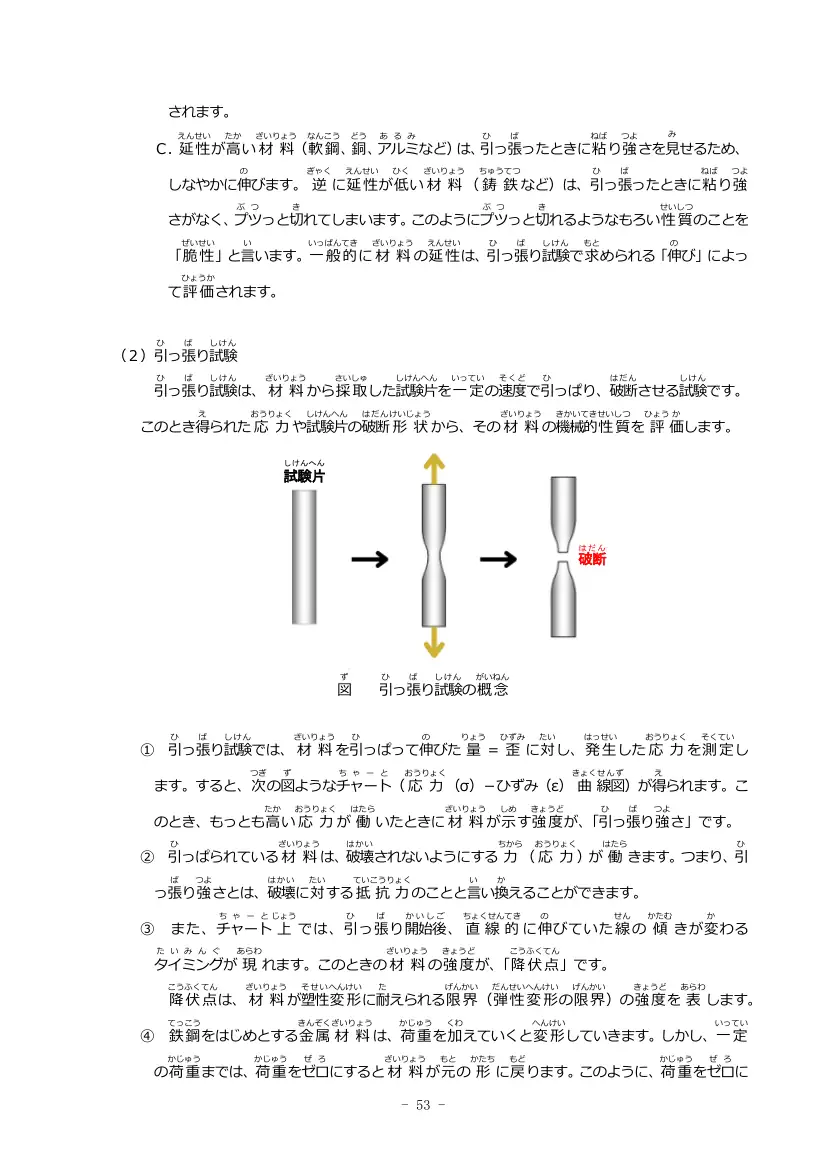 されます。
C. 延性が高い材料（軟鋼、銅、アルミなど）は、引っ張ったときに粘り強さを見せるため、
しなやかに伸びます。逆に延性が低い材料（鋳鉄など）は、引っ張ったときに粘り強
さがなく、プツっと切れてしまいます。このようにプツっと切れるようなもろい性質のことを
「脆性」と言います。一般的に材料の延性は、引っ張り試験で求められる「伸び」によっ
て評価されます。
（2）引っ張り試験
引っ張り試験は、材料から採取した試験片を一定の速度で引っぱり、破断させる試験です。
このとき得られた応力や試験片の破断形状から、その材料の機械的性質を評価します。
試験片
破断
図　引っ張り試験の概念
① 引っ張り試験では、材料を引っぱって伸びた量＝歪に対し、発生した応力を測定し
ます。すると、次の図ようなチャート（応力（σ）－ひずみ（ε）曲線図）が得られます。こ
のとき、もっとも高い応力が働いたときに材料が示す強度が、「引っ張り強さ」です。
② 引っぱられている材料は、破壊されないようにする力（応力）が働きます。つまり、引
っ張り強さとは、破壊に対する抵抗力のことと言い換えることができます。
③ また、チャート上では、引っ張り開始後、直線的に伸びていた線の傾きが変わる
タイミングが現れます。このときの材料の強度が、「降伏点」です。
降伏点は、材料が塑性変形に耐えられる限界（弾性変形の限界）の強度を表します。
④ 鉄鋼をはじめとする金属材料は、荷重を加えていくと変形していきます。しかし、一定
の荷重までは、荷重をゼロにすると材料が元の形に戻ります。このように、荷重をゼロに
- 53 -